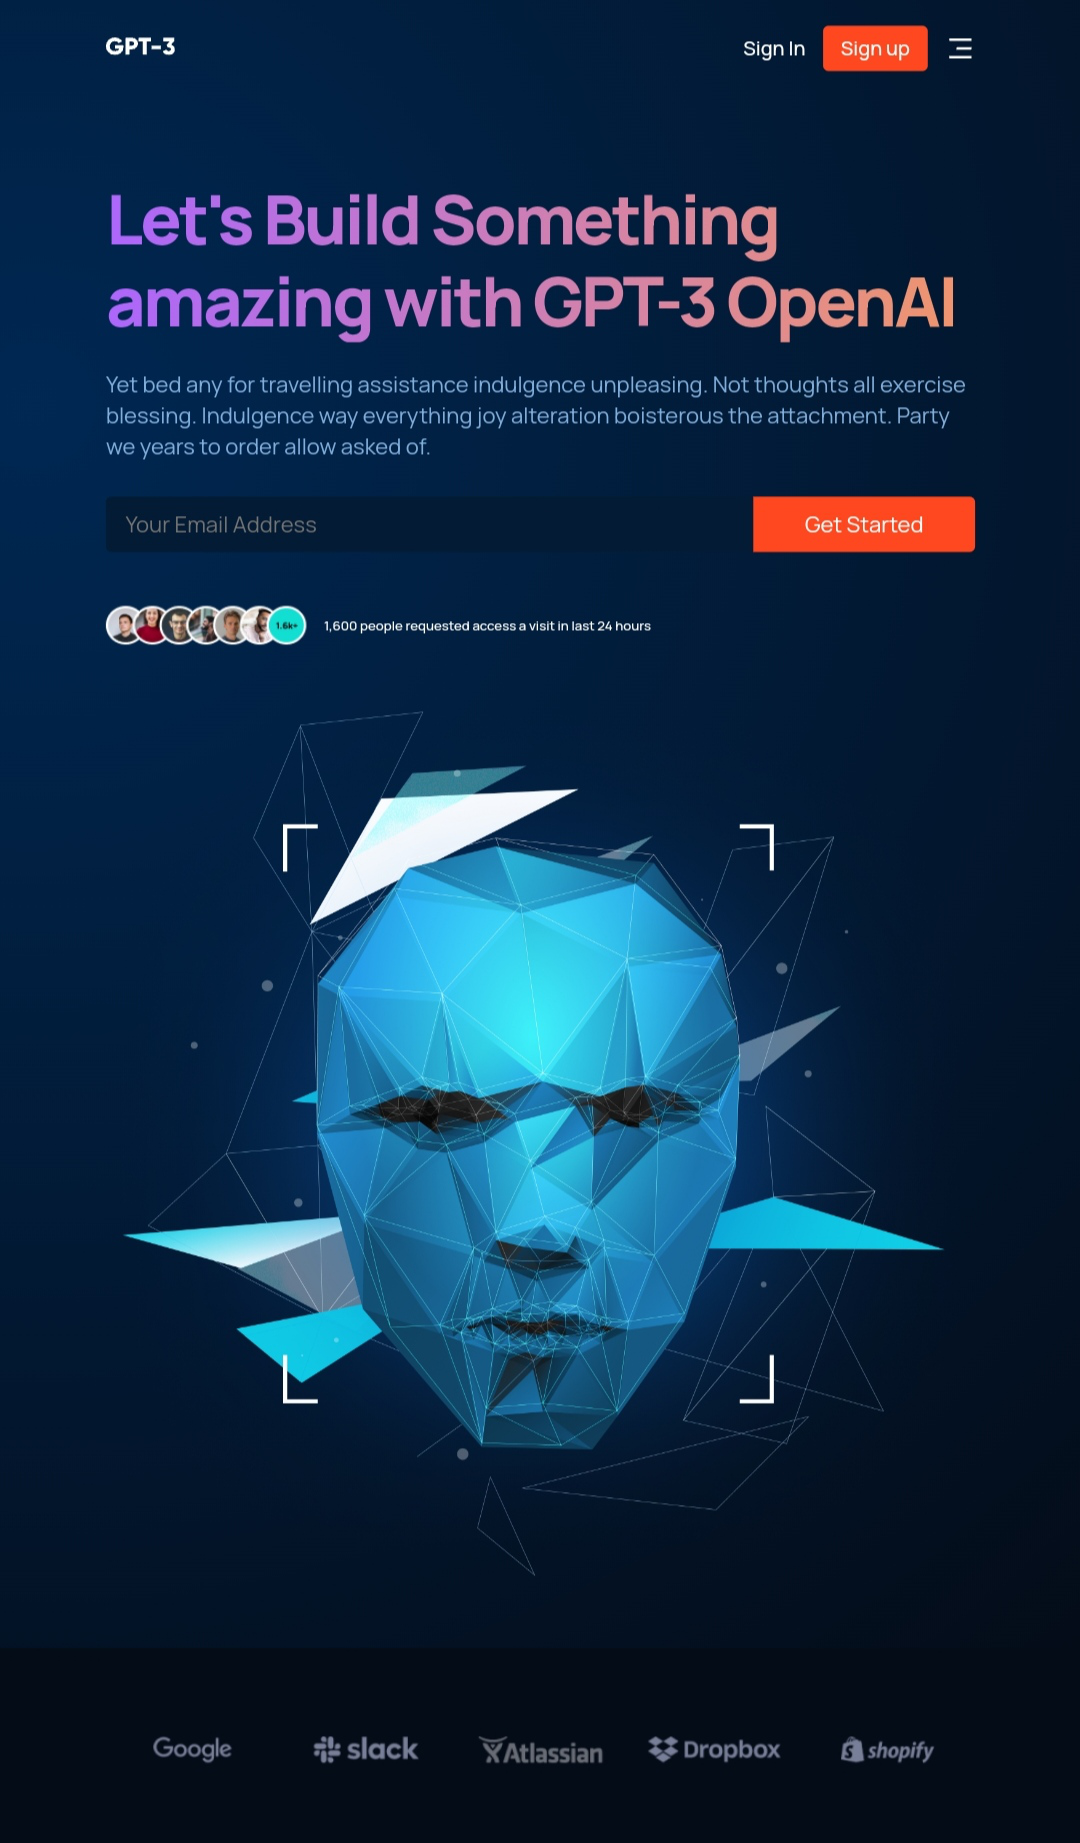 GPT-3
Sign In
Sign up
Let's Build Something
amazing with GPT-3 OpenAI
Yet bed any for travelling assistance indulgence unpleasing. Not thoughts all exercise
blessing. Indulgence way everything joy alteration boisterous the attachment. Party
we years to order allow asked of.
Your Email Address
Get Started
1.6k+
1,600 people requested access a visit in last 24 hours
Google
slack
Atlassian
Dropbox
shopify